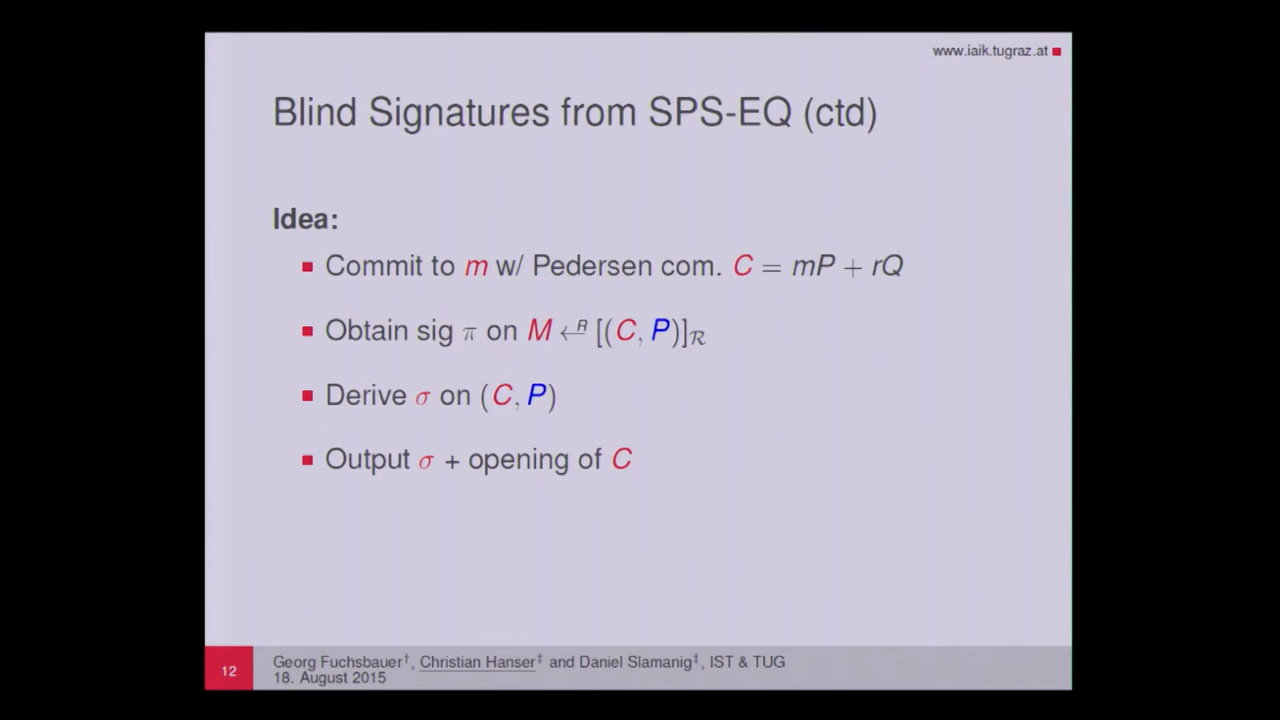 www.iaik.tugraz.at
Blind Signatures from SPS-EQ (ctd)
Idea:
Commit to m w/ Pedersen com. C = mP + rQ
Obtain sig π on M ↩ᴿ [(C, P)]ℛ
Derive σ on (C, P)
Output σ + opening of C
12
Georg Fuchsbauer†, Christian Hanser‡ and Daniel Slamanig‡, IST & TUG
18. August 2015